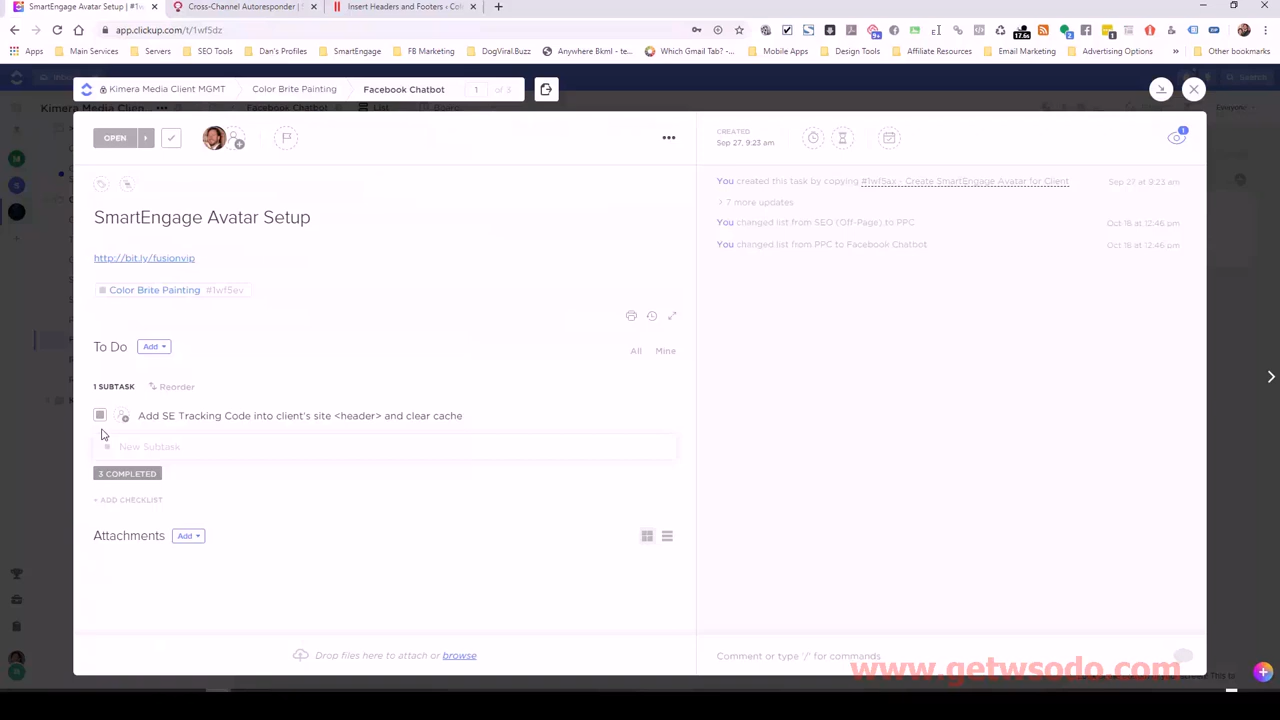 SmartEngage Avatar Setup | #1w
Cross-Channel Autoresponder |
Insert Headers and Footers ‹ Col
app.clickup.com/t/1wf5dz
Apps
Main Services
Servers
SEO Tools
Dan's Profiles
SmartEngage
FB Marketing
DogViral.Buzz
Anywhere Bkml - te...
Which Gmail Tab? -...
Mobile Apps
Design Tools
Affiliate Resources
Email Marketing
Advertising Options
»
Other bookmarks
Kimera Media Client MGMT
Color Brite Painting
Facebook Chatbot
1 of 3
OPEN
CREATED
Sep 27, 9:23 am
1
SmartEngage Avatar Setup
http://bit.ly/fusionvip
Color Brite Painting #1wf5ev
To Do
Add
All
Mine
1 SUBTASK
Reorder
Add SE Tracking Code into client's site <header> and clear cache
New Subtask
3 COMPLETED
+ ADD CHECKLIST
Attachments
Add
Drop files here to attach or browse
You created this task by copying #1wf5ax - Create SmartEngage Avatar for Client
Sep 27 at 9:23 am
> 7 more updates
You changed list from SEO (Off-Page) to PPC
Oct 18 at 12:46 pm
You changed list from PPC to Facebook Chatbot
Oct 18 at 12:46 pm
Comment or type '/' for commands
www.getwsodo.com